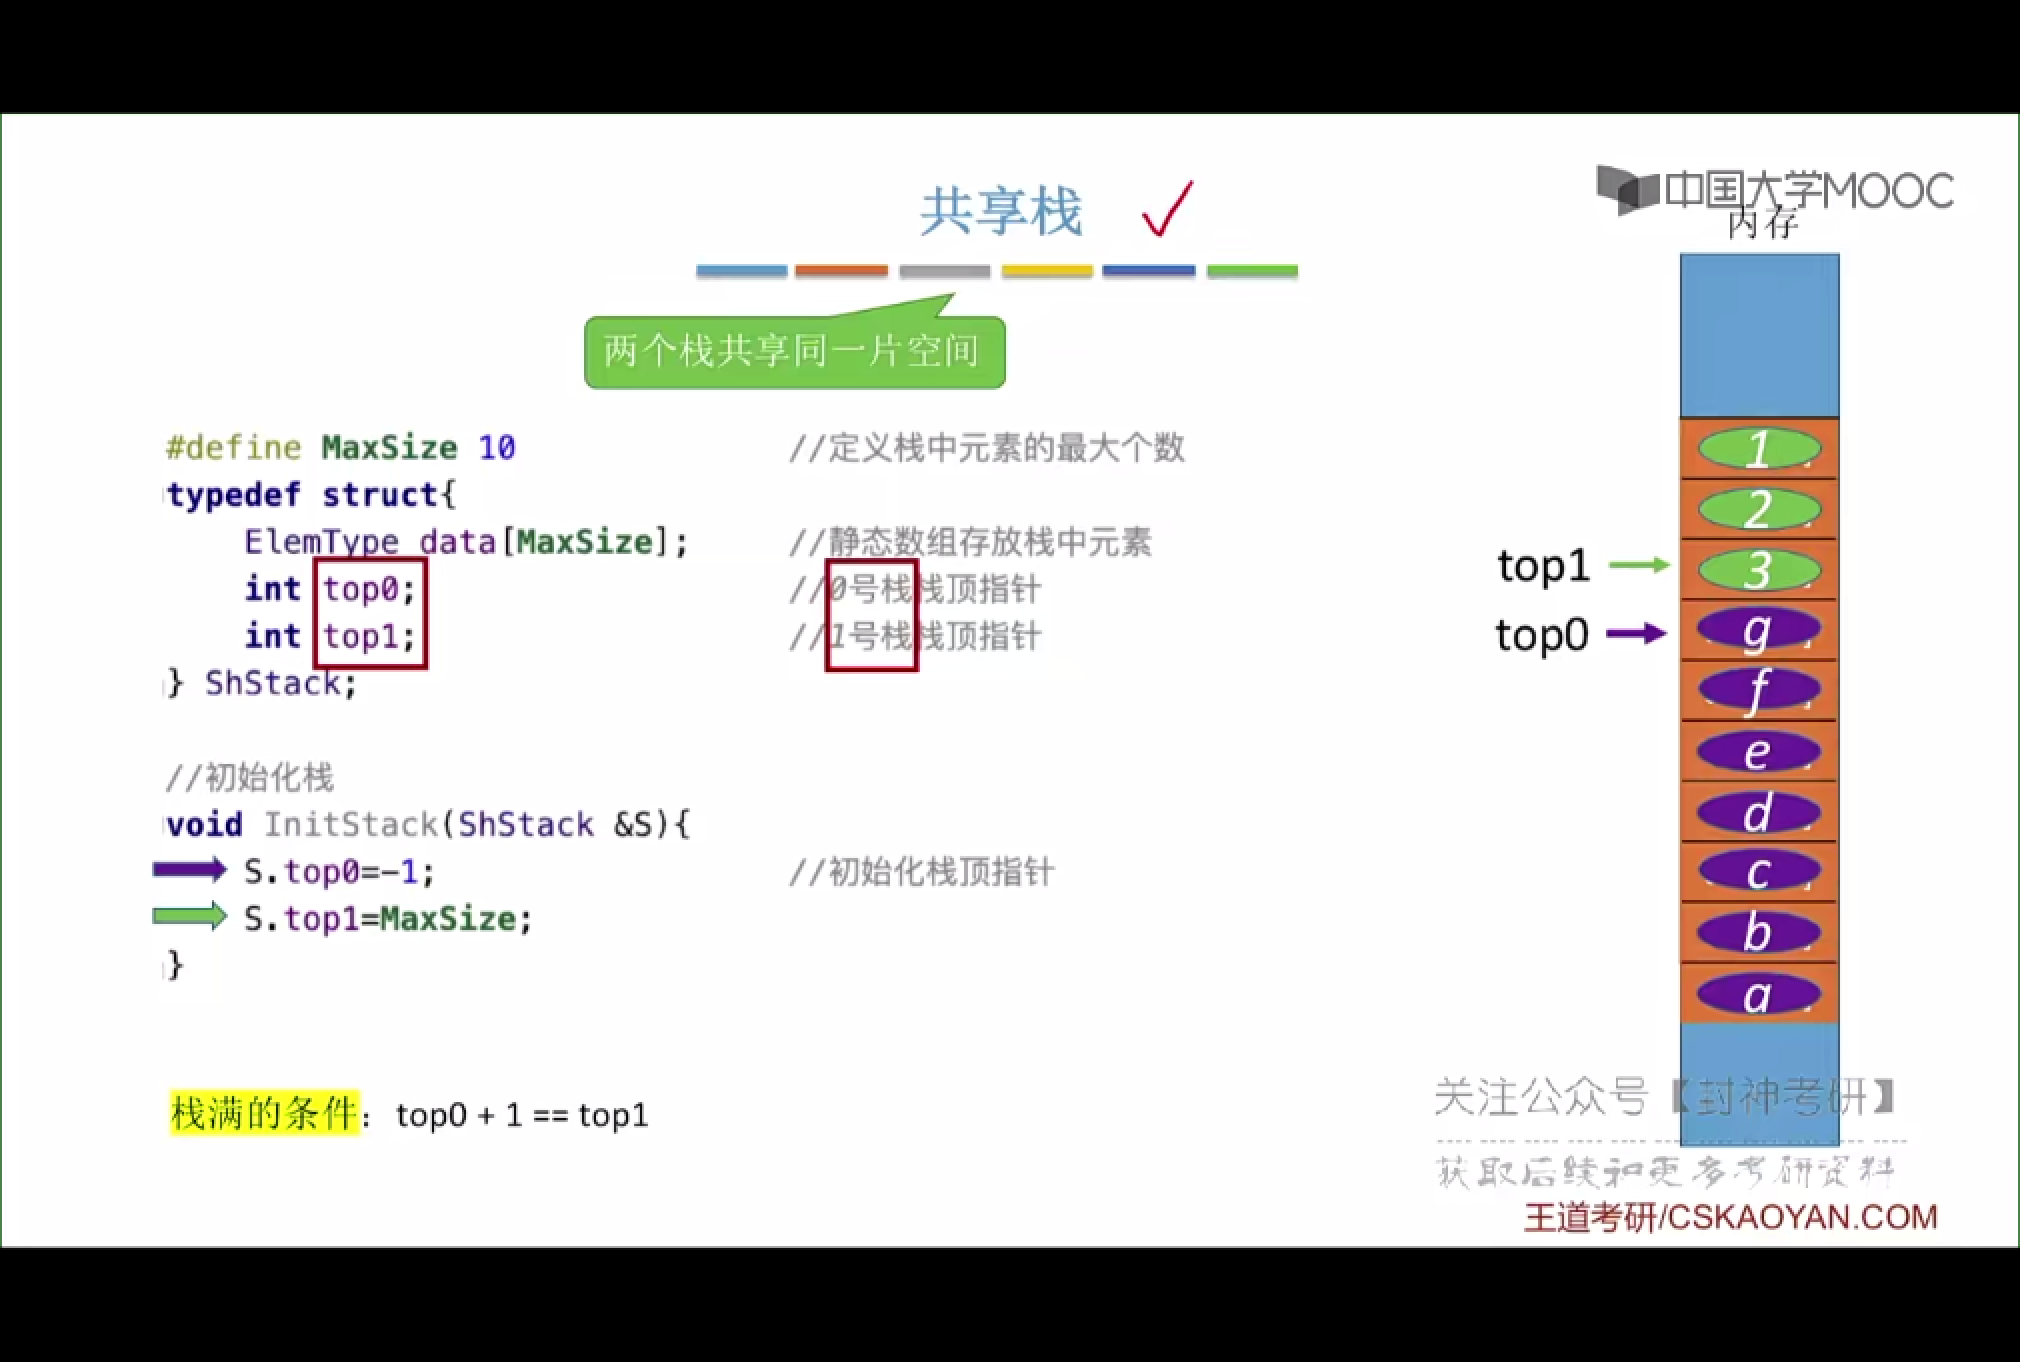 中国大学MOOC
共享栈
内存
两个栈共享同一片空间
#define MaxSize 10 //定义栈中元素的最大个数
typedef struct{
ElemType data[MaxSize]; //静态数组存放栈中元素
int top0; //0号栈栈顶指针
int top1; //1号栈栈顶指针
} ShStack;
//初始化栈
void InitStack(ShStack &S){
S.top0=-1; //初始化栈顶指针
S.top1=MaxSize;
}
栈满的条件：top0 + 1 == top1
1
2
top1
3
top0
g
f
e
d
c
b
a
关注公众号【封神考研】
获取后续和更多考研资料
王道考研/CSKAOYAN.COM